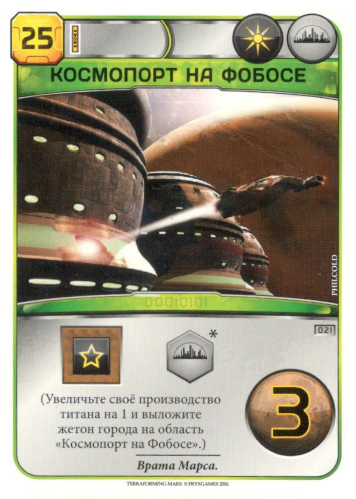 25
КОСМОПОРТ НА ФОБОСЕ
PHILCOLD
00010101
021
*
(Увеличьте своё производство
титана на 1 и выложите
жетон города на область
«Космопорт на Фобосе».)
Врата Марса.
3
TERRAFORMING MARS © FRYXGAMES 2016